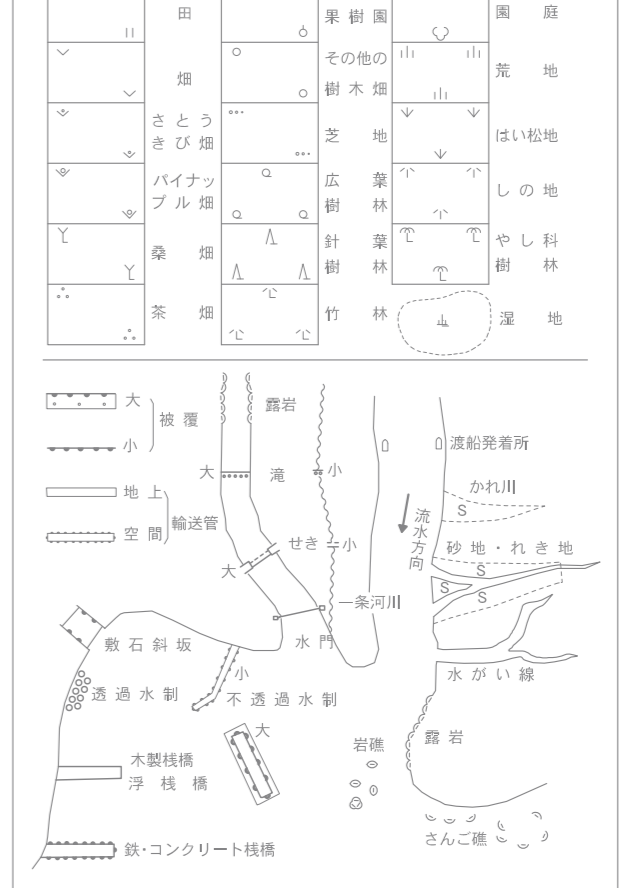 田
畑
さとう
きび畑
パイナッ
プル畑
桑畑
茶畑
果樹園
その他の
樹木畑
芝地
広葉
樹林
針葉
樹林
竹林
園庭
荒地
はい松地
しの地
やし科
樹林
湿地
大
被覆
小
地上
輸送管
空間
露岩
大
滝
小
せき
小
大
一条河川
水門
渡船発着所
かれ川
S
流水方向
砂地・れき地
S
S
S
水がい線
敷石斜坂
透過水制
小
不透過水制
大
木製桟橋
浮桟橋
鉄・コンクリート桟橋
岩礁
露岩
さんご礁